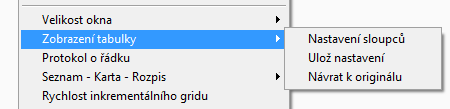 Velikost okna
Zobrazení tabulky
Protokol o řádku
Seznam - Karta - Rozpis
Rychlost inkrementálního gridu
Nastavení sloupců
Ulož nastavení
Návrat k originálu